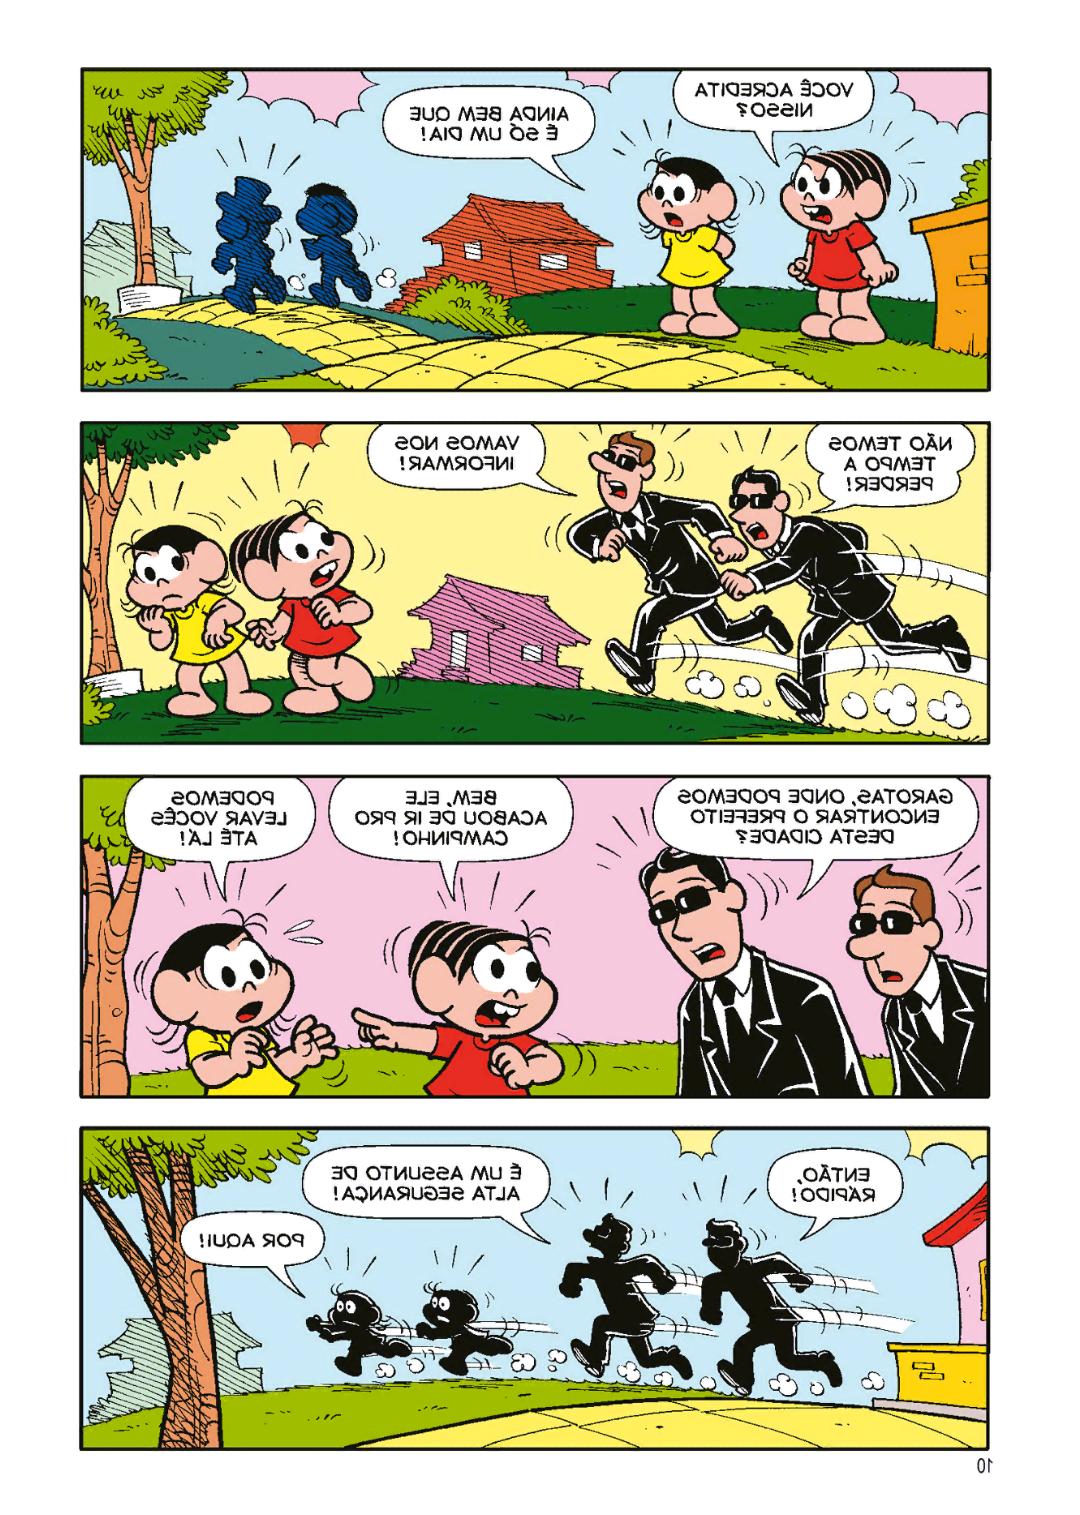 VOCÊ ACREDITA
NISSO?
AINDA BEM QUE
É SÓ UM DIA!
NÃO TEMOS
TEMPO A
PERDER!
VAMOS NOS
INFORMAR!
GAROTAS, ONDE PODEMOS
ENCONTRAR O PREFEITO
DESTA CIDADE?
BEM, ELE
ACABOU DE IR PRO
CAMPINHO!
PODEMOS
LEVAR VOCÊS
ATÉ LÁ!
ENTÃO,
RÁPIDO!
É UM ASSUNTO DE
ALTA SEGURANÇA!
POR AQUI!
10